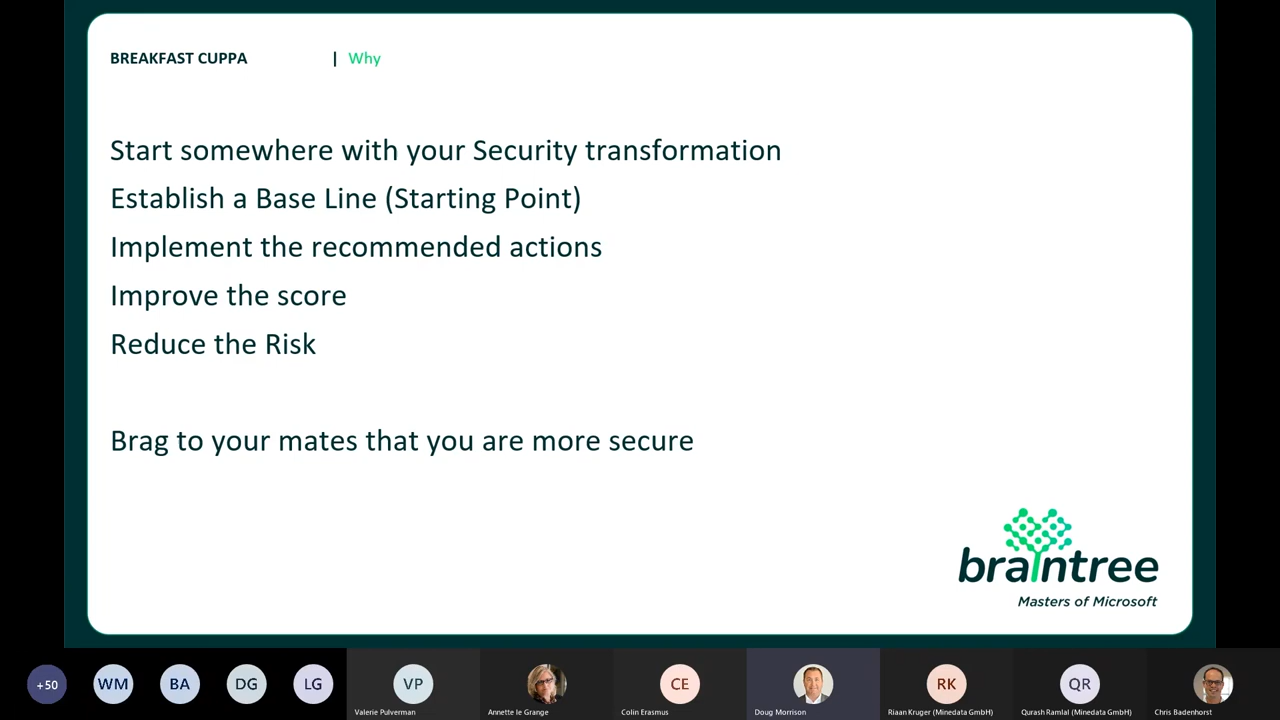 BREAKFAST CUPPA | Why
Start somewhere with your Security transformation
Establish a Base Line (Starting Point)
Implement the recommended actions
Improve the score
Reduce the Risk
Brag to your mates that you are more secure
braintree
Masters of Microsoft
+50 WM BA DG LG VP CE RK QR
Valerie Pulverman Annette le Grange Colin Erasmus Doug Morrison Riaan Kruger (Minedata GmbH) Qurash Ramlal (Minedata GmbH) Chris Badenhorst